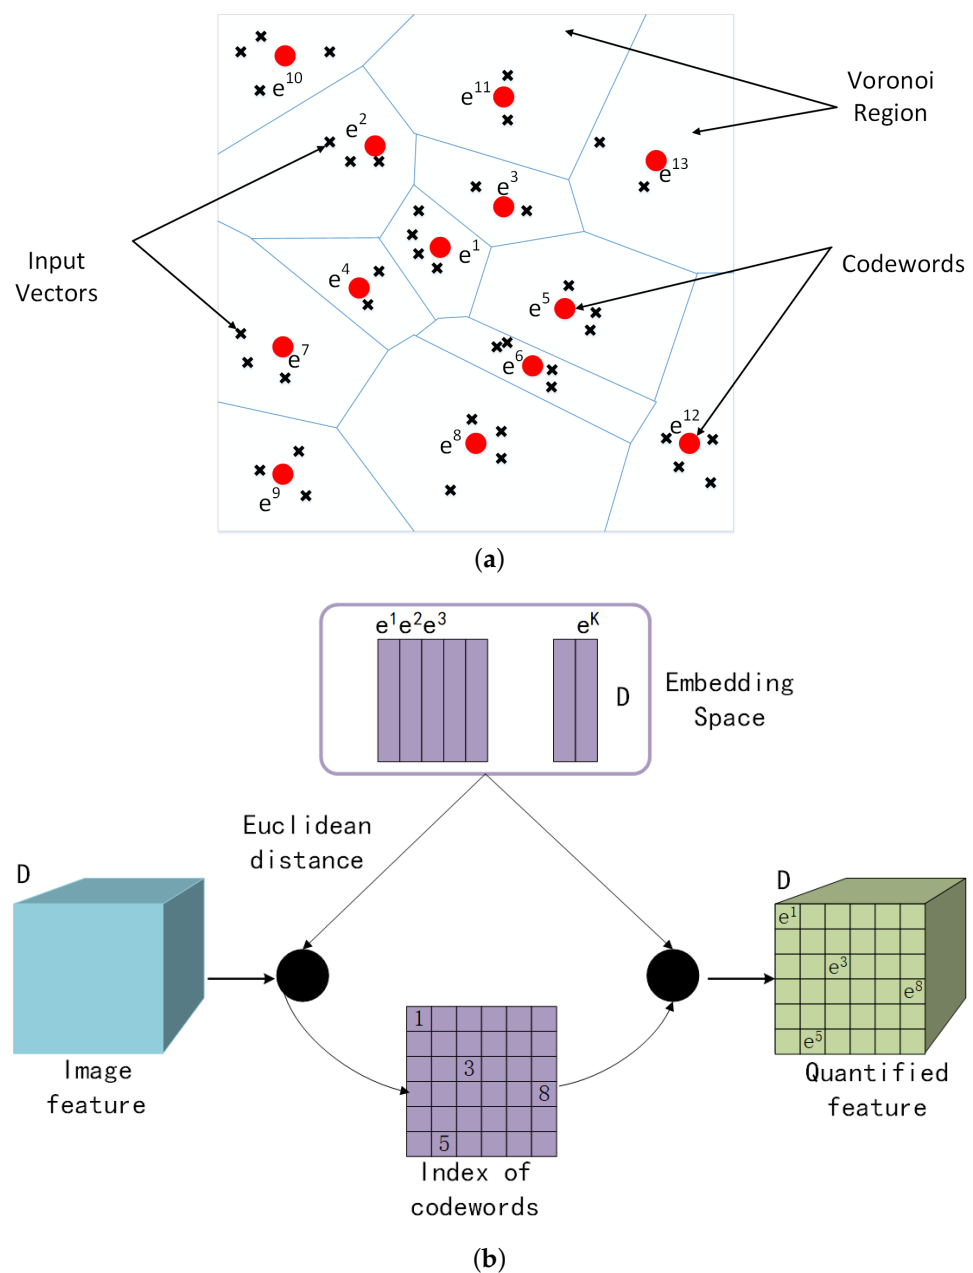 e10
e2
e11
Voronoi
Region
e13
e3
e1
Input
Vectors
e4
Codewords
e5
e7
e6
e12
e8
e9
(a)
e1e2e3
eK
D
Embedding
Space
Euclidean
distance
D
D
e1
e3
e8
e5
1
3
8
5
Image
feature
Quantified
feature
Index of
codewords
(b)